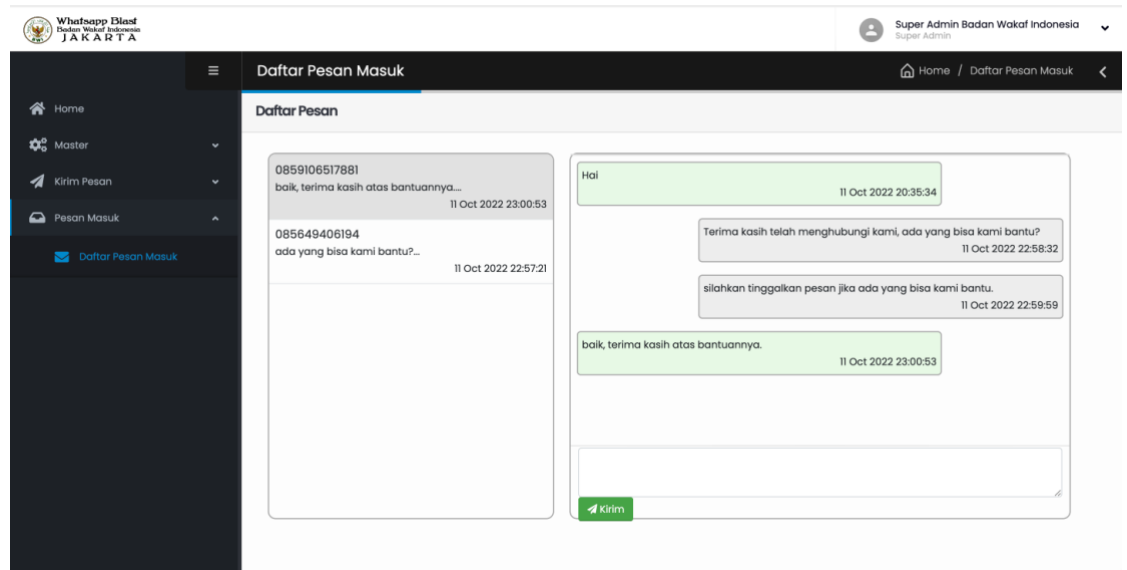 Whatsapp Blast
Badan Wakaf Indonesia
JAKARTA
Super Admin Badan Wakaf Indonesia
Super Admin
Daftar Pesan Masuk
Home / Daftar Pesan Masuk
Home
Master
Kirim Pesan
Pesan Masuk
Daftar Pesan Masuk
Daftar Pesan
0859106517881
baik, terima kasih atas bantuannya....
11 Oct 2022 23:00:53
085649406194
ada yang bisa kami bantu?...
11 Oct 2022 22:57:21
Hai
11 Oct 2022 20:35:34
Terima kasih telah menghubungi kami, ada yang bisa kami bantu?
11 Oct 2022 22:58:32
silahkan tinggalkan pesan jika ada yang bisa kami bantu.
11 Oct 2022 22:59:59
baik, terima kasih atas bantuannya.
11 Oct 2022 23:00:53
Kirim